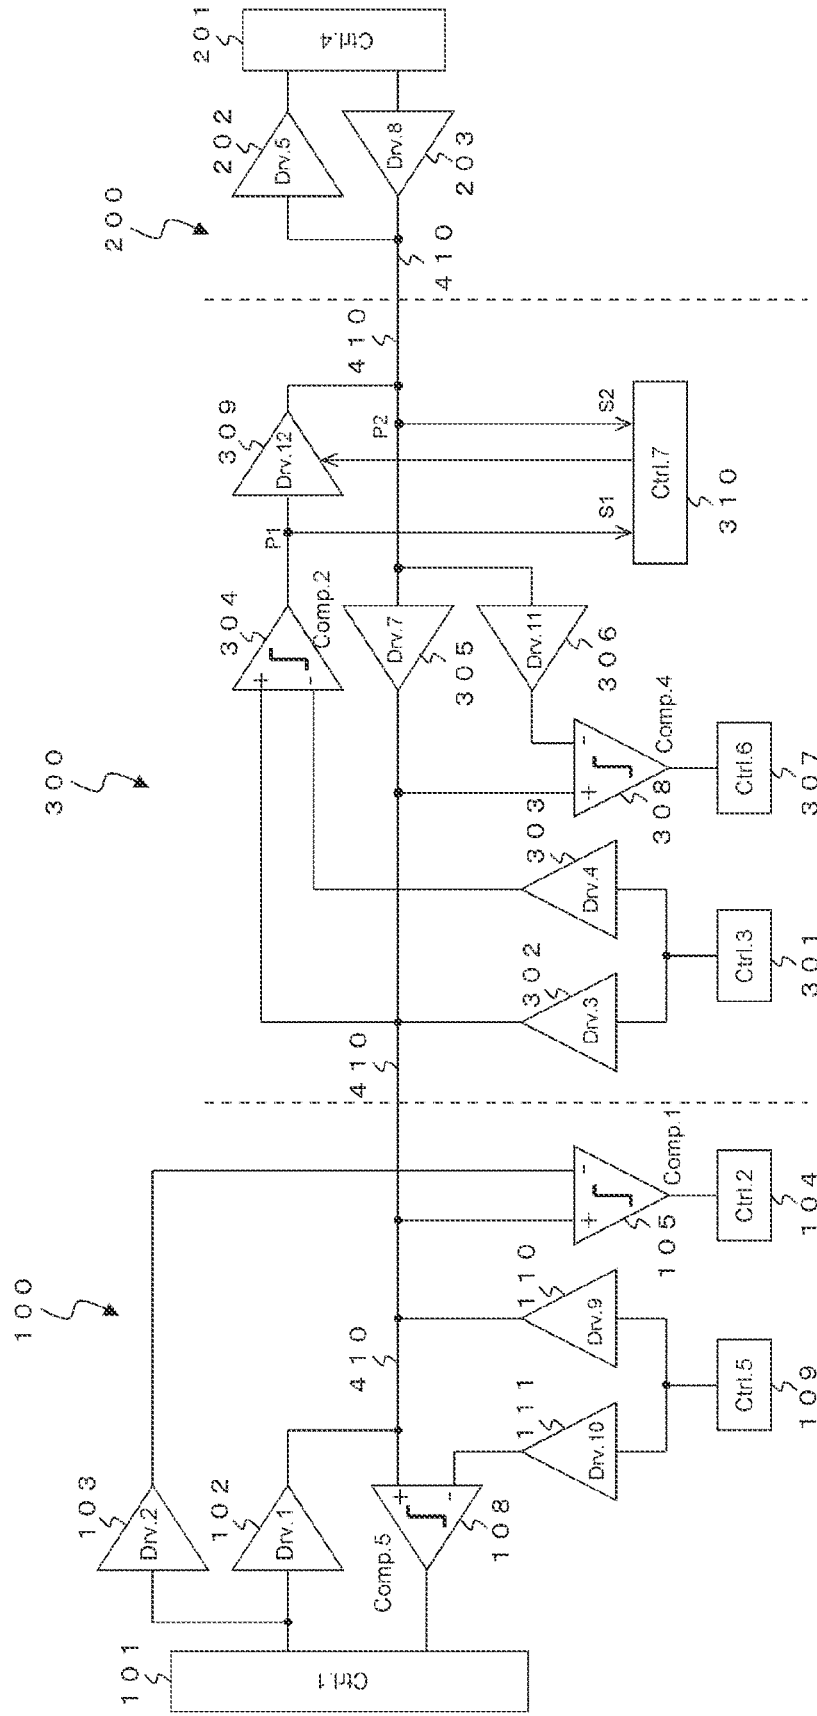 100
300
200
101
Ctrl.1
103
Drv.2
102
Drv.1
Comp.5
+
-
108
410
111
Drv.10
110
Drv.9
Ctrl.5
109
+
-
Comp.1
105
Ctrl.2
104
410
302
Drv.3
303
Drv.4
Ctrl.3
301
304
+
-
Comp.2
Drv.7
305
Drv.11
306
+
-
Comp.4
308
Ctrl.6
307
P1
309
Drv.12
P2
S1
S2
Ctrl.7
310
410
410
202
Drv.5
Drv.8
203
201
Ctrl.4